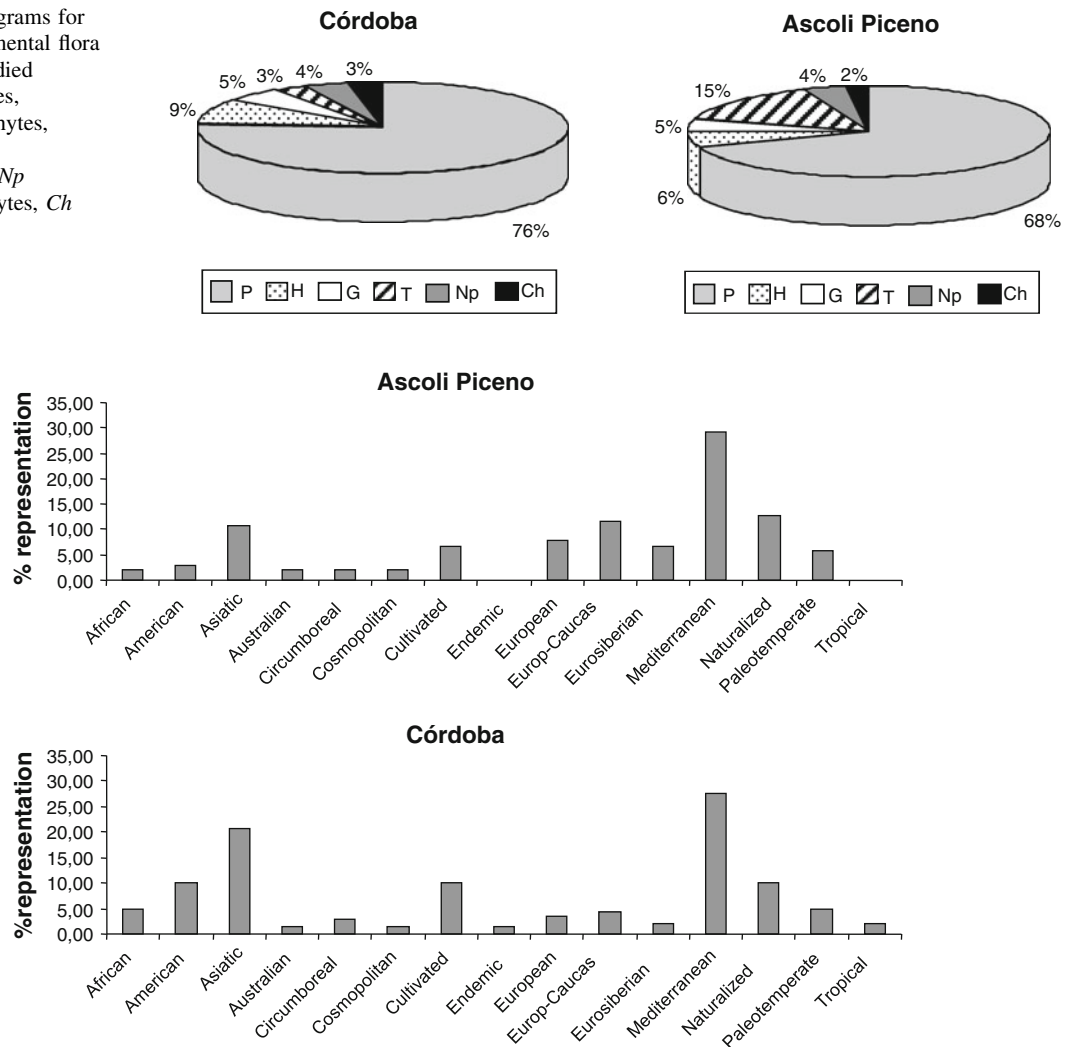 grams for
mental flora
died
es,
nytes,
Np
ytes, Ch
Córdoba
5% 3% 4% 3%
9%
76%
P H G T Np Ch
Ascoli Piceno
4% 2%
15%
5%
6%
68%
P H G T Np Ch
Ascoli Piceno
% representation
35,00
30,00
25,00
20,00
15,00
10,00
5,00
0,00
African
American
Asiatic
Australian
Circumboreal
Cosmopolitan
Cultivated
Endemic
European
Europ-Caucas
Eurosiberian
Mediterranean
Naturalized
Paleotemperate
Tropical
Córdoba
%representation
35,00
30,00
25,00
20,00
15,00
10,00
5,00
0,00
African
American
Asiatic
Australian
Circumboreal
Cosmopolitan
Cultivated
Endemic
European
Europ-Caucas
Eurosiberian
Mediterranean
Naturalized
Paleotemperate
Tropical